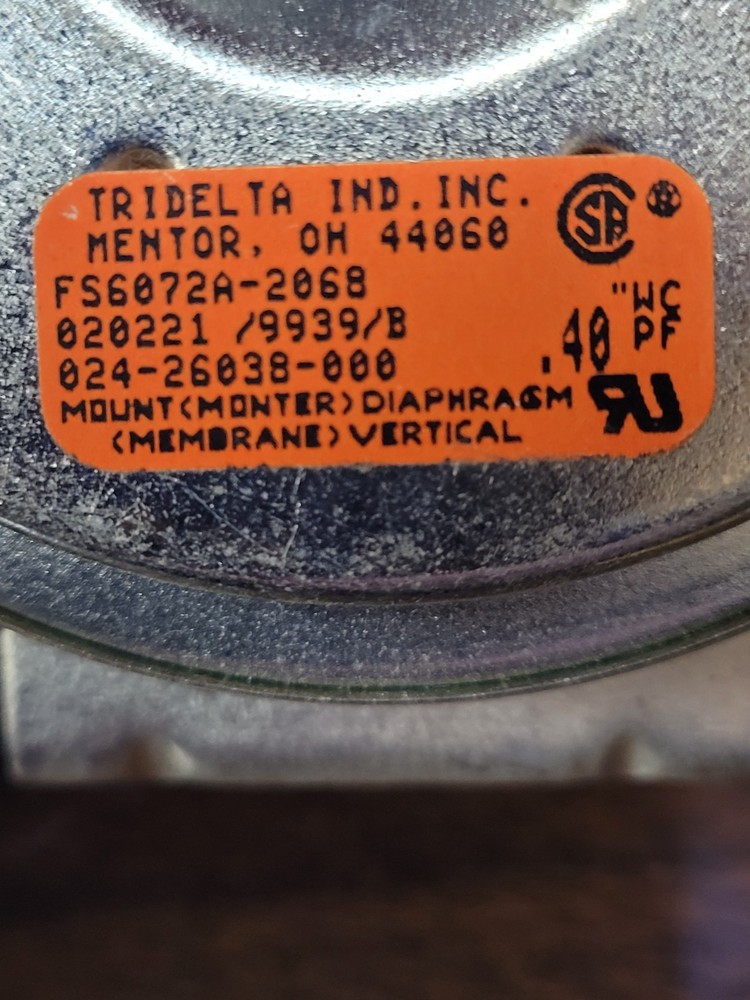 TRIDELTA IND.INC.
MENTOR, OH 44060
FS6072A-2068
020221 /9939/B
024-26038-000
.40 "WC PF
MOUNT(MONTER)DIAPHRAGM
(MEMBRANE)VERTICAL